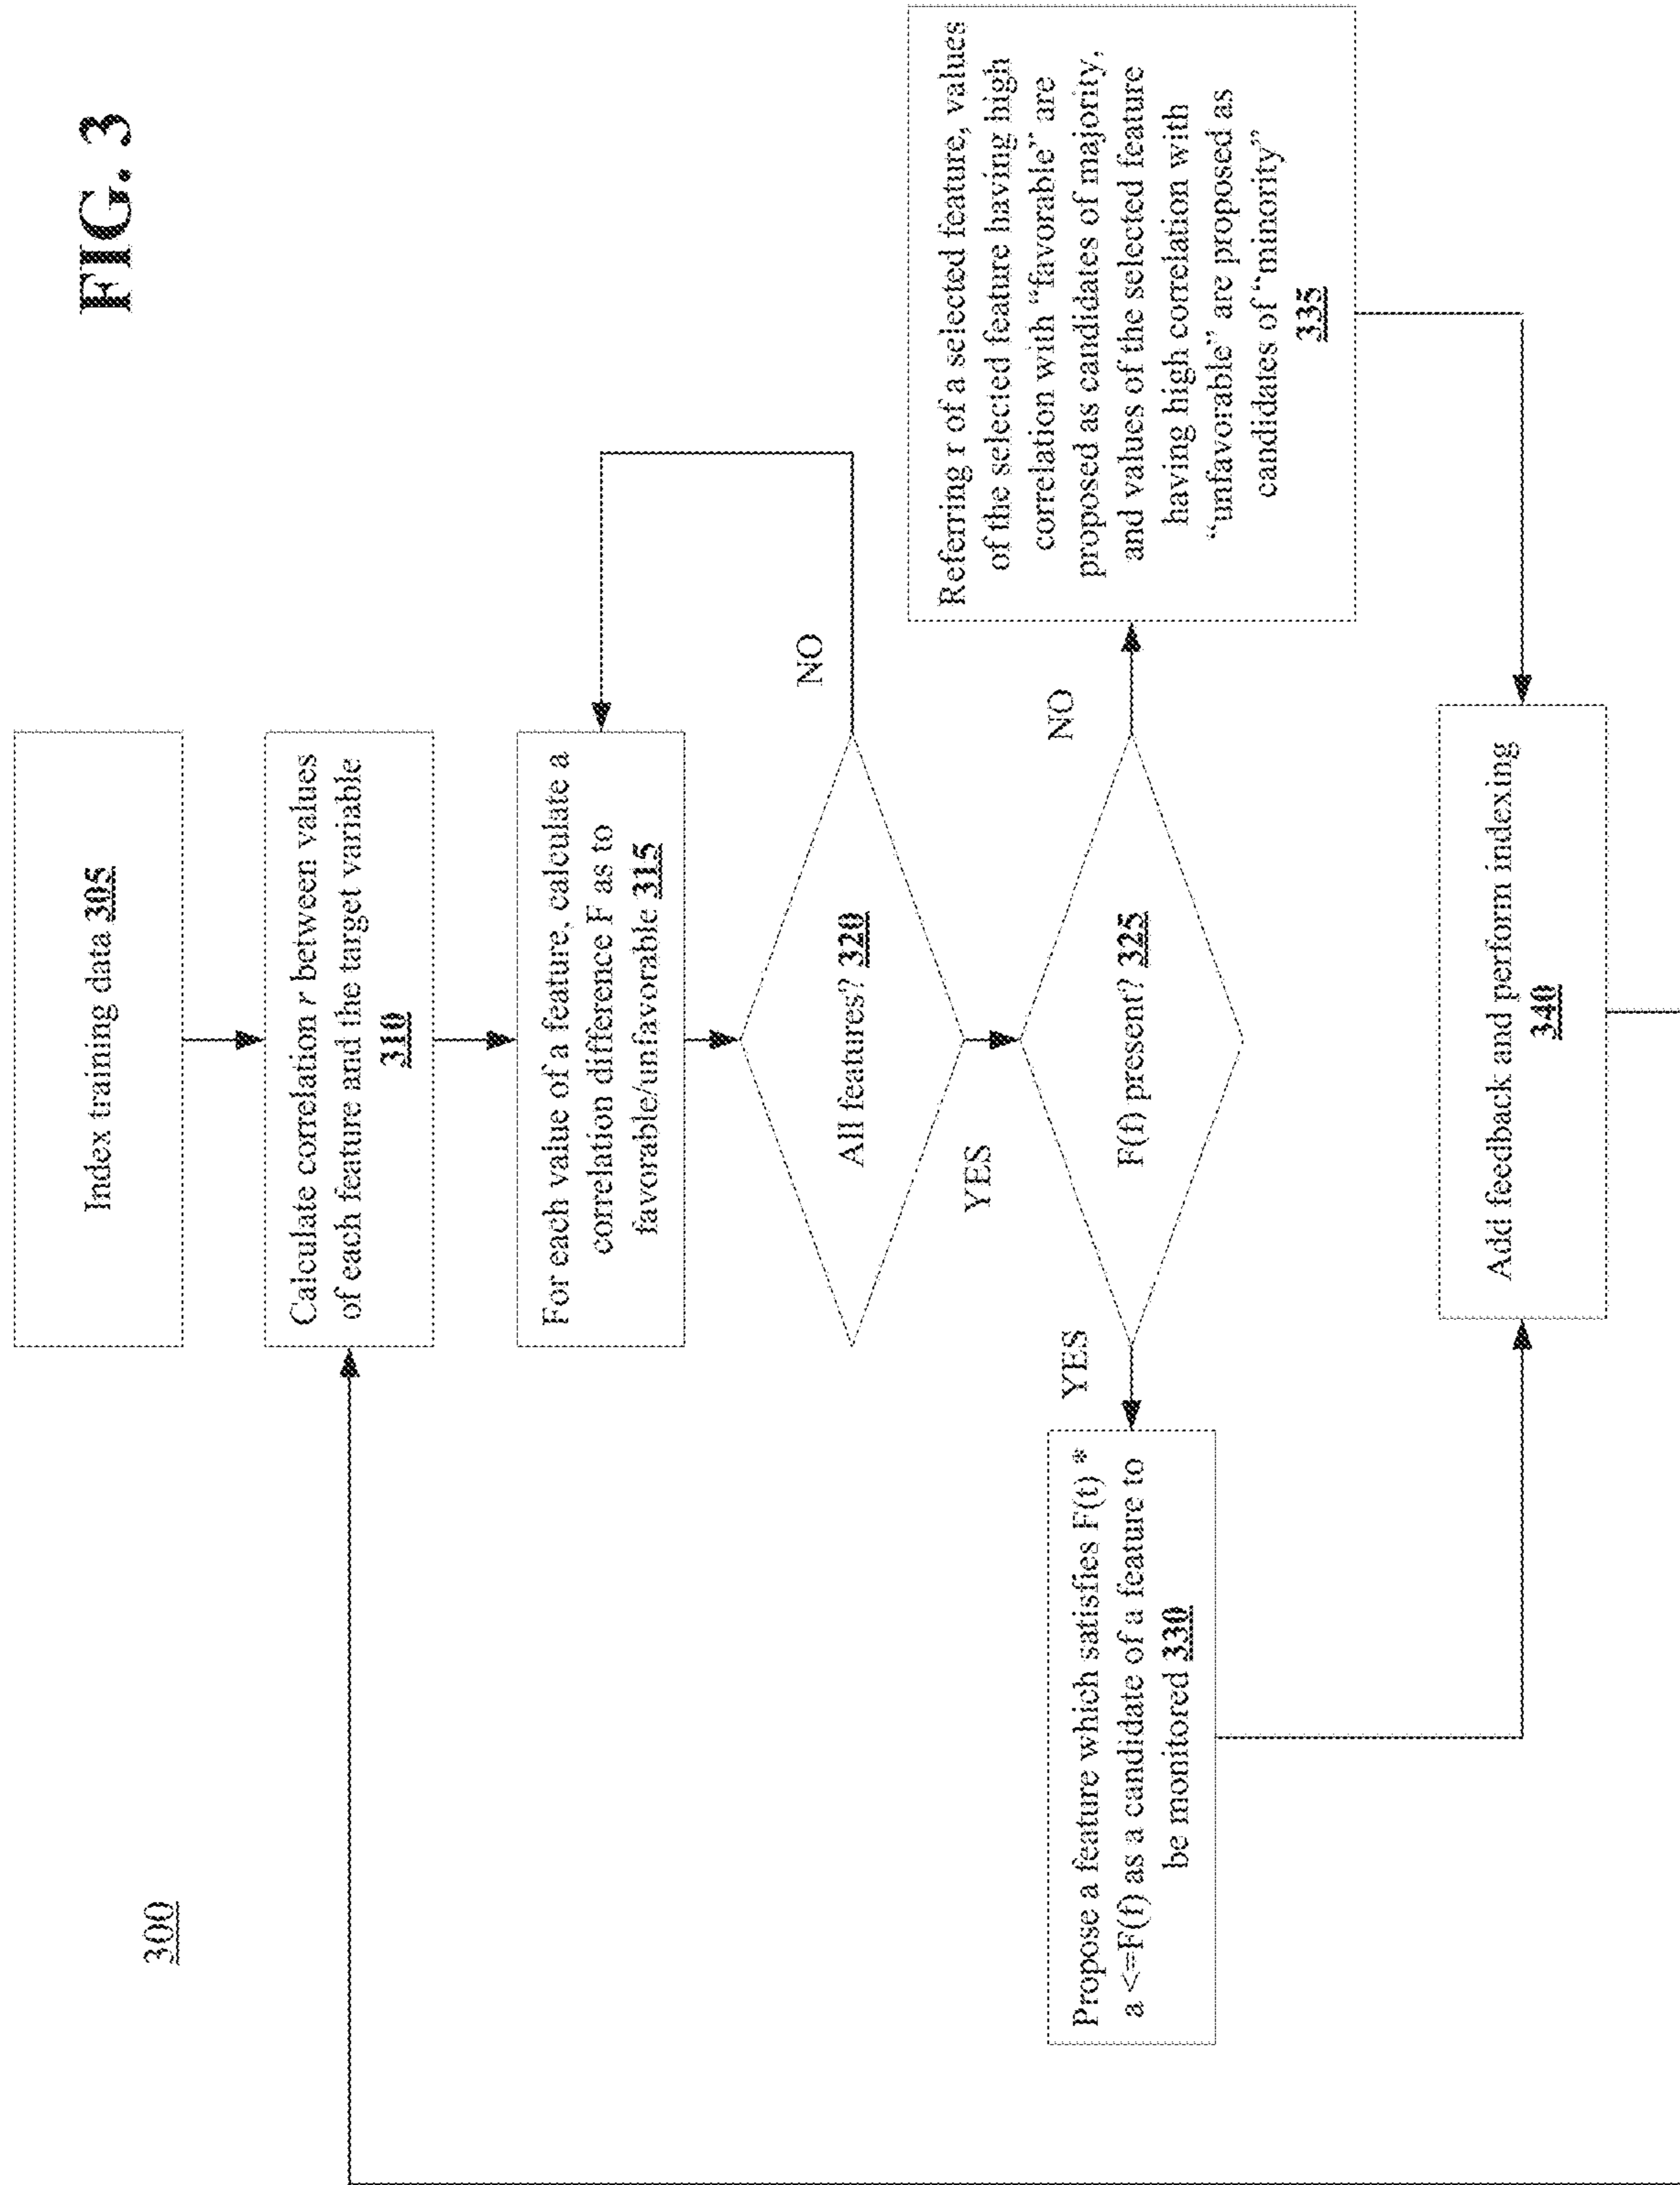 FIG. 3
300
Index training data 305
Calculate correlation r between values
of each feature and the target variable
310
For each value of a feature, calculate a
correlation difference F as to
favorable/unfavorable 315
All features? 320
NO
YES
F(f) present? 325
YES
NO
Propose a feature which satisfies F(t) *
a <=F(f) as a candidate of a feature to
be monitored 330
Referring r of a selected feature, values
of the selected feature having high
correlation with “favorable” are
proposed as candidates of majority,
and values of the selected feature
having high correlation with
“unfavorable” are proposed as
candidates of “minority”
335
Add feedback and perform indexing
340